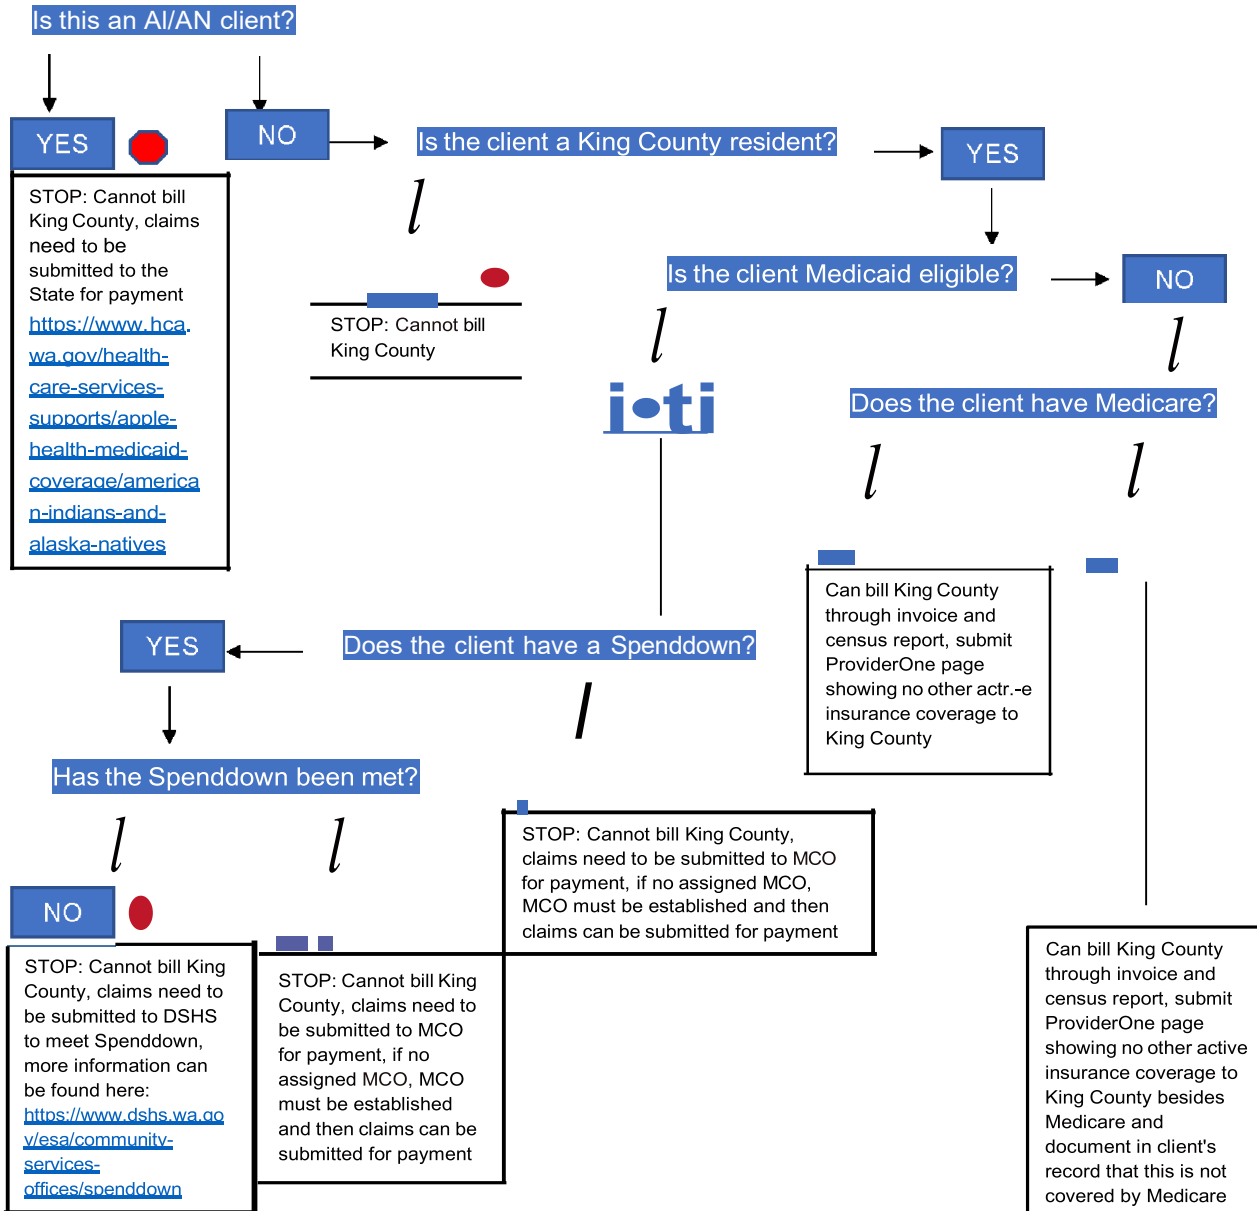 Is this an AI/AN client?
YES
NO
Is the client a King County resident?
YES
STOP: Cannot bill
King County, claims
need to be
submitted to the
State for payment
https://www.hca.
wa.gov/health-
care-services-
supports/apple-
health-medicaid-
coverage/america
n-indians-and-
alaska-natives
l
STOP: Cannot bill
King County
Is the client Medicaid eligible?
NO
l
l
i•ti
Does the client have Medicare?
l
l
Can bill King County
through invoice and
census report, submit
ProviderOne page
showing no other actr.-e
insurance coverage to
King County
YES
Does the client have a Spenddown?
l
Has the Spenddown been met?
l
l
STOP: Cannot bill King County,
claims need to be submitted to MCO
for payment, if no assigned MCO,
MCO must be established and then
claims can be submitted for payment
NO
STOP: Cannot bill King
County, claims need to
be submitted to DSHS
to meet Spenddown,
more information can
be found here:
https://www.dshs.wa.go
v/esa/community-
services-
offices/spenddown
STOP: Cannot bill King
County, claims need to
be submitted to MCO
for payment, if no
assigned MCO, MCO
must be established
and then claims can be
submitted for payment
Can bill King County
through invoice and
census report, submit
ProviderOne page
showing no other active
insurance coverage to
King County besides
Medicare and
document in client's
record that this is not
covered by Medicare